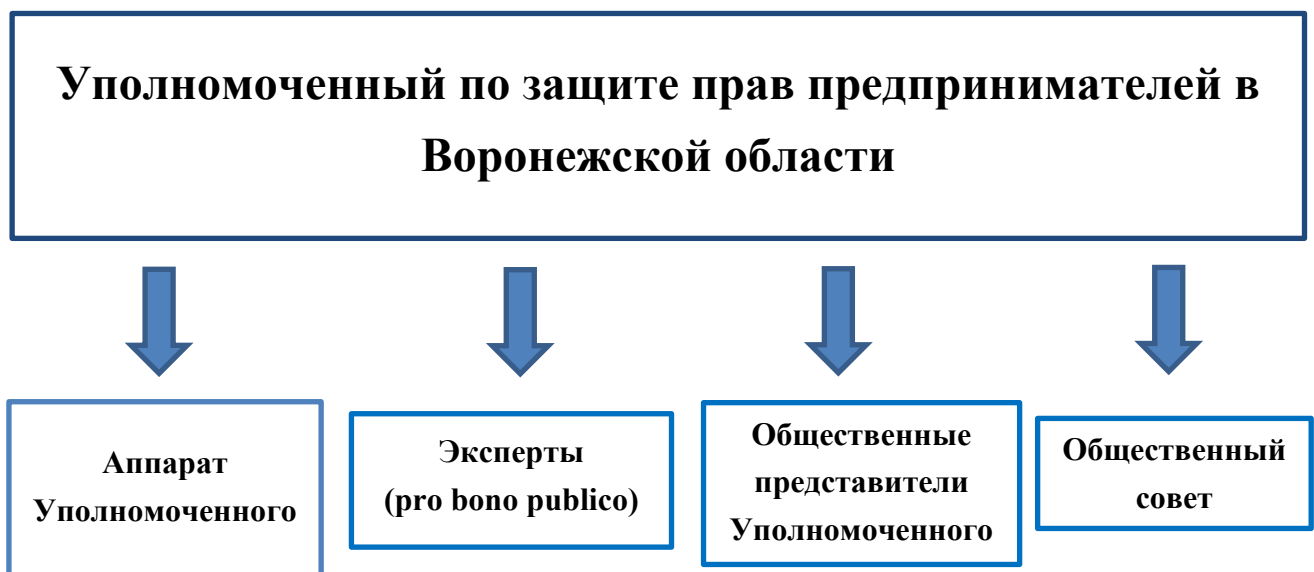 Уполномоченный по защите прав предпринимателей в
Воронежской области
Аппарат
Уполномоченного
Эксперты
(pro bono publico)
Общественные
представители
Уполномоченного
Общественный
совет